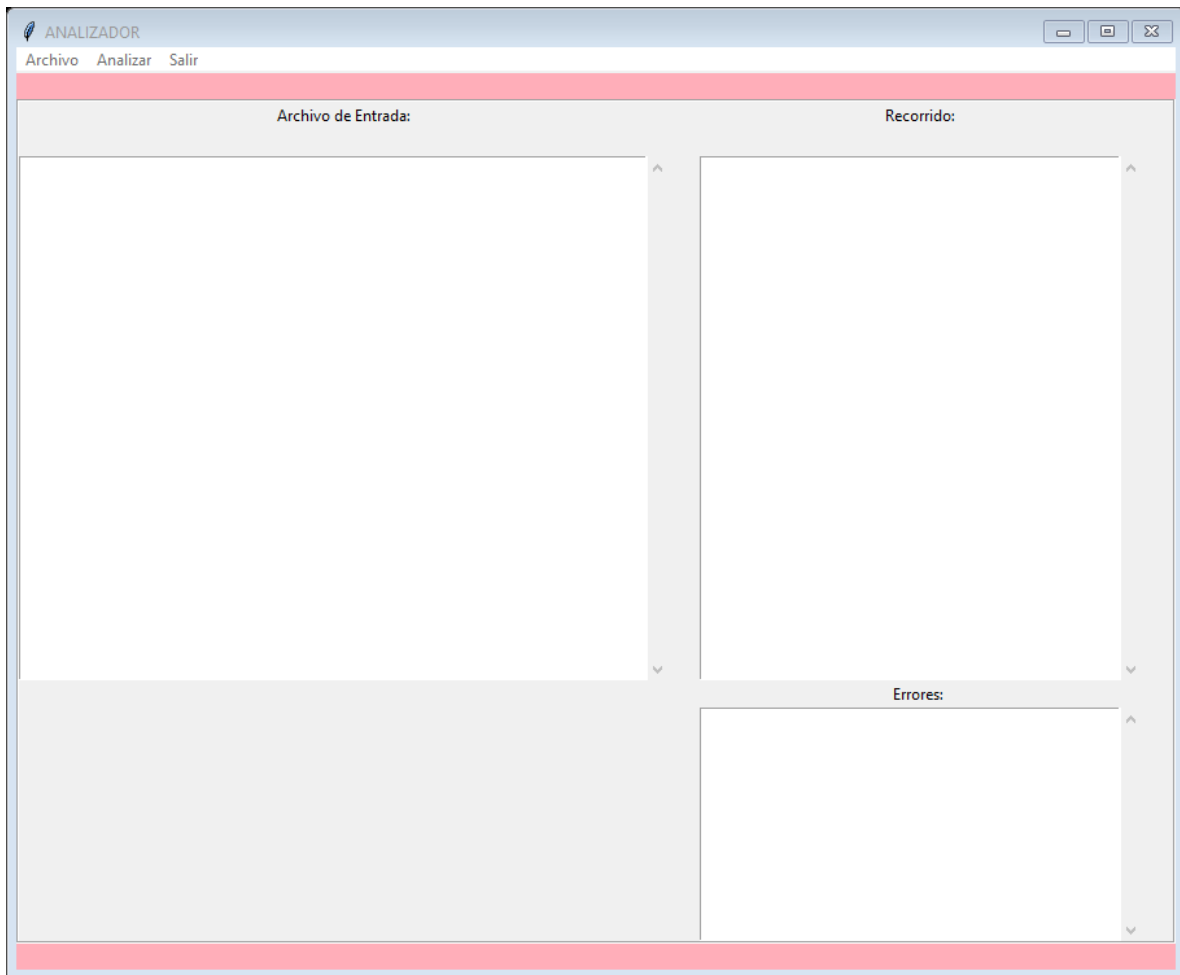 ANALIZADOR
Archivo Analizar Salir
Archivo de Entrada:
Recorrido:
Errores: